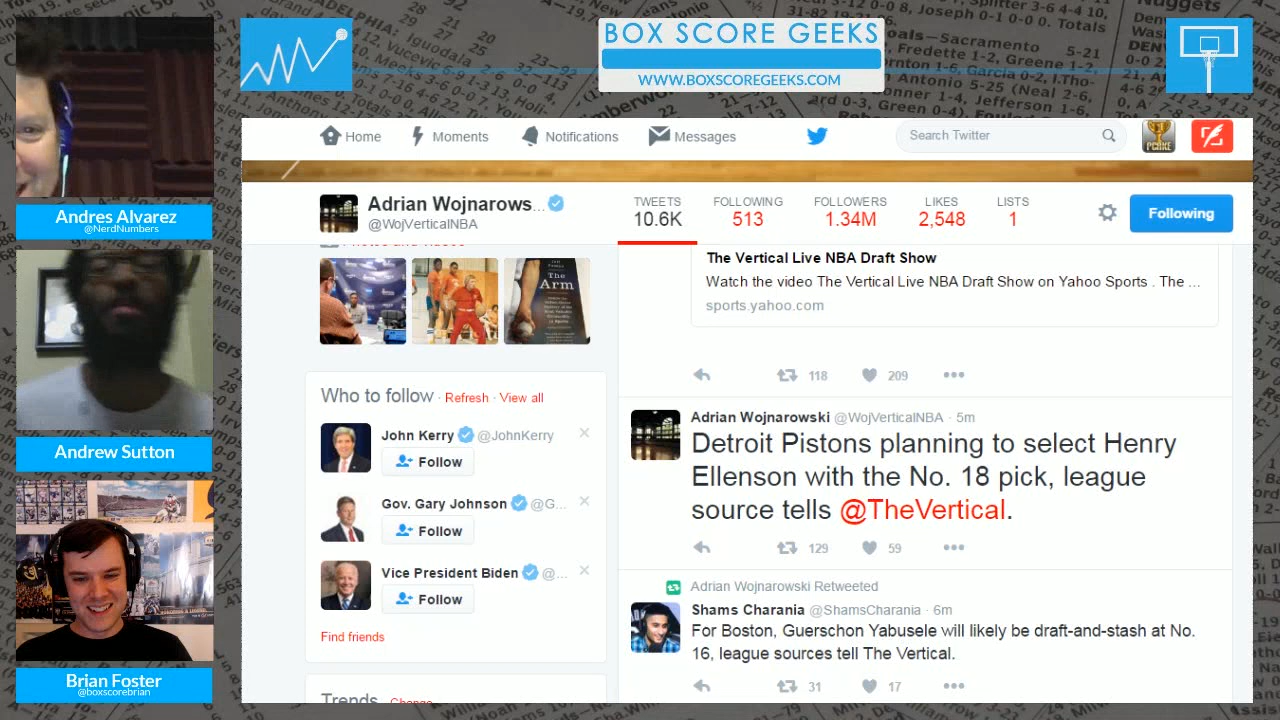 BOX SCORE GEEKS
WWW.BOXSCOREGEEKS.COM
Andres Alvarez
@NerdNumbers
Andrew Sutton
Brian Foster
@boxscorebrian
Home
Moments
Notifications
Messages
Search Twitter
Adrian Wojnarows...
@WojVerticalNBA
TWEETS
10.6K
FOLLOWING
513
FOLLOWERS
1.34M
LIKES
2,548
LISTS
1
Following
Photos and videos
The
Arm
Who to follow · Refresh · View all
John Kerry @JohnKerry
Follow
Gov. Gary Johnson @G...
Follow
Vice President Biden @...
Follow
Find friends
Trends · Change
The Vertical Live NBA Draft Show
Watch the video The Vertical Live NBA Draft Show on Yahoo Sports . The ...
sports.yahoo.com
118
209
Adrian Wojnarowski @WojVerticalNBA · 5m
Detroit Pistons planning to select Henry
Ellenson with the No. 18 pick, league
source tells @TheVertical.
129
59
Adrian Wojnarowski Retweeted
Shams Charania @ShamsCharania · 6m
For Boston, Guerschon Yabusele will likely be draft-and-stash at No.
16, league sources tell The Vertical.
31
17